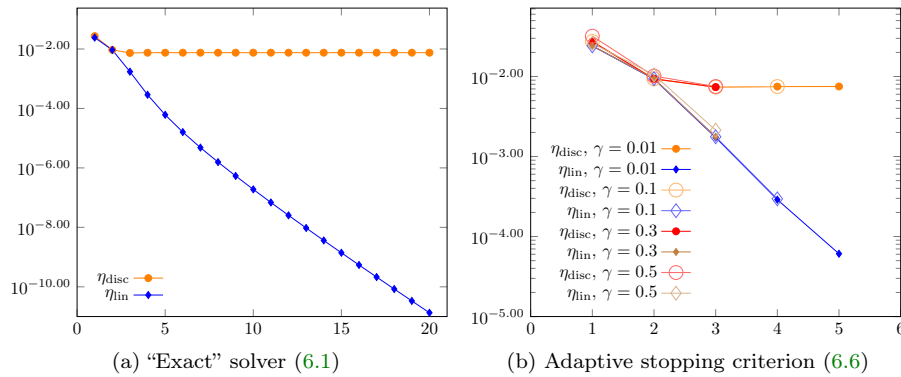 10^−2.00
10^−4.00
10^−6.00
10^−8.00
10^−10.00
η_disc
η_lin
0 5 10 15 20
(a) “Exact” solver (6.1)
10^−2.00
10^−3.00
10^−4.00
10^−5.00
η_disc, γ = 0.01
η_lin, γ = 0.01
η_disc, γ = 0.1
η_lin, γ = 0.1
η_disc, γ = 0.3
η_lin, γ = 0.3
η_disc, γ = 0.5
η_lin, γ = 0.5
0 1 2 3 4 5 6
(b) Adaptive stopping criterion (6.6)